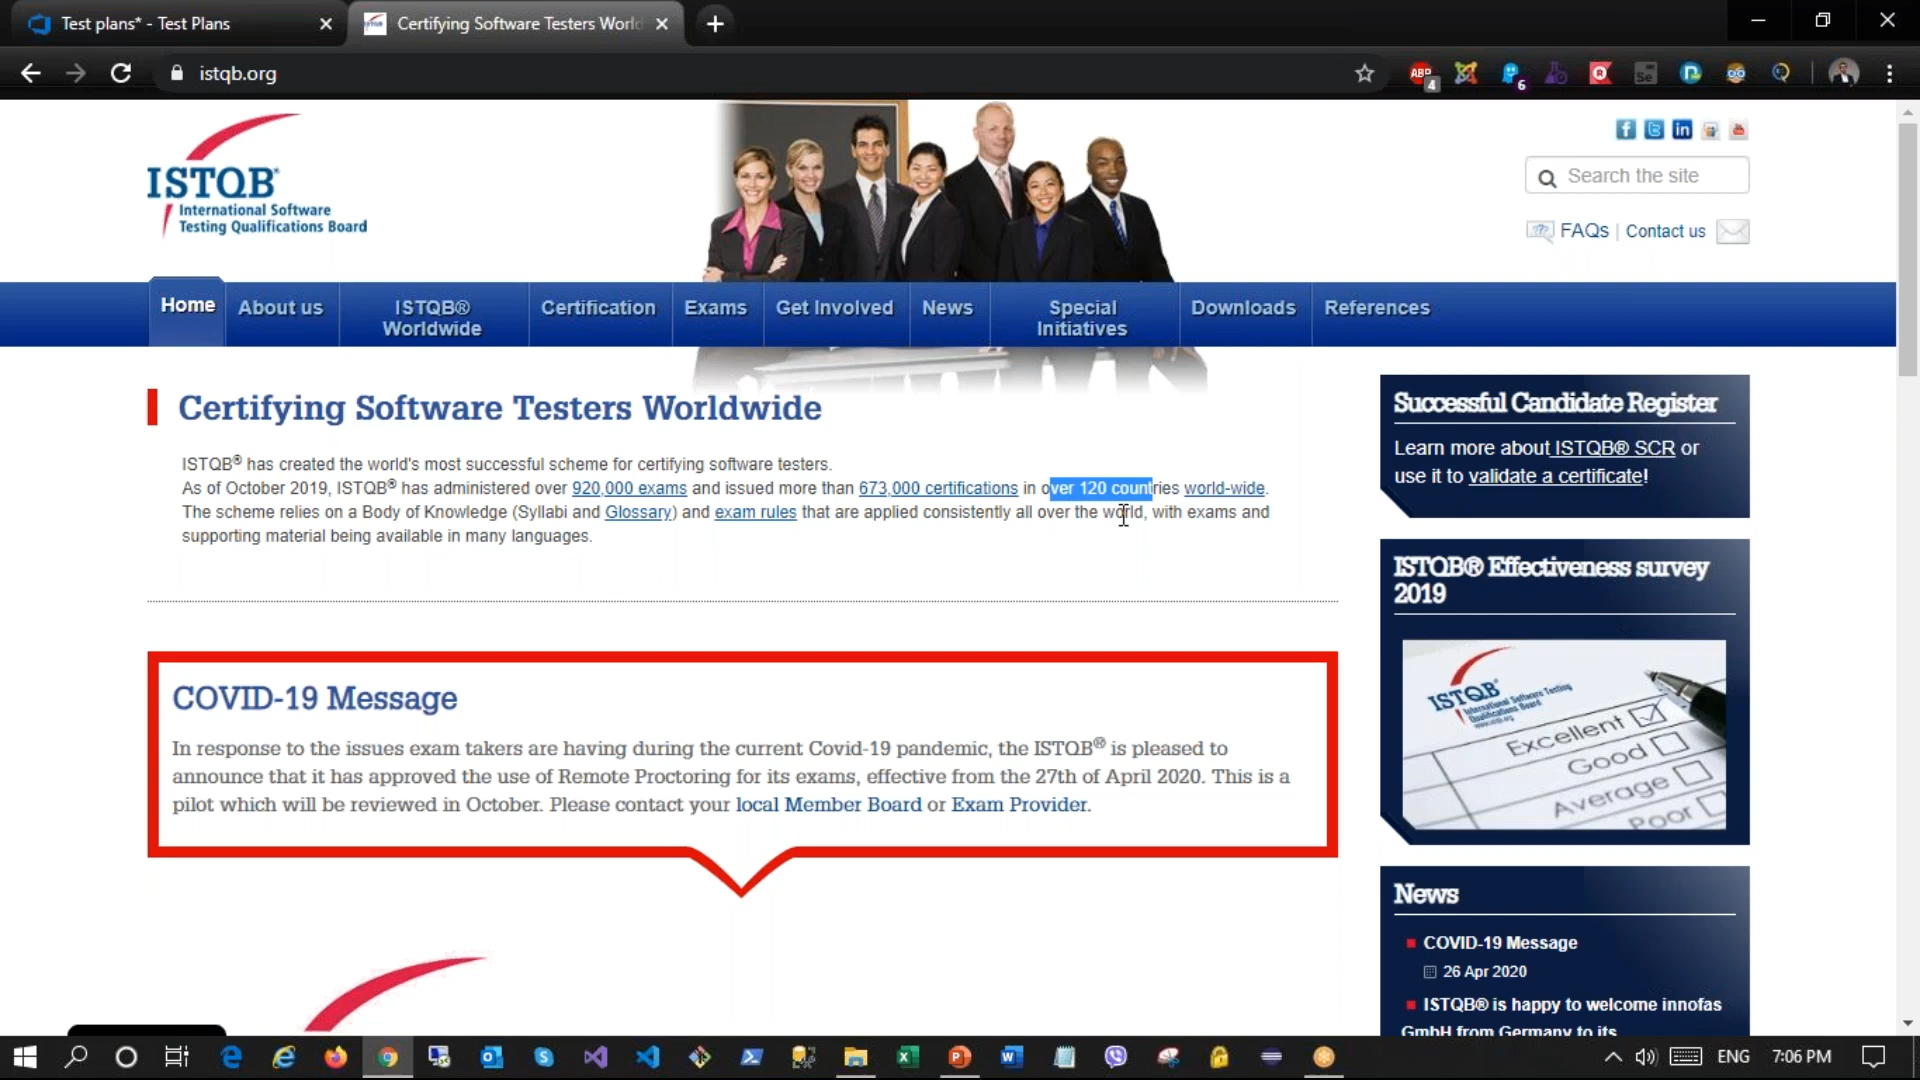 Test plans* - Test Plans
Certifying Software Testers World
istqb.org
ABP
4
6
Se
ISTQB®
International Software
Testing Qualifications Board
Search the site
FAQs | Contact us
Home
About us
ISTQB®
Worldwide
Certification
Exams
Get Involved
News
Special
Initiatives
Downloads
References
Certifying Software Testers Worldwide
ISTQB® has created the world's most successful scheme for certifying software testers.
As of October 2019, ISTQB® has administered over 920,000 exams and issued more than 673,000 certifications in over 120 countries world-wide.
The scheme relies on a Body of Knowledge (Syllabi and Glossary) and exam rules that are applied consistently all over the world, with exams and
supporting material being available in many languages.
COVID-19 Message
In response to the issues exam takers are having during the current Covid-19 pandemic, the ISTQB® is pleased to
announce that it has approved the use of Remote Proctoring for its exams, effective from the 27th of April 2020. This is a
pilot which will be reviewed in October. Please contact your local Member Board or Exam Provider.
Successful Candidate Register
Learn more about ISTQB® SCR or
use it to validate a certificate!
ISTQB® Effectiveness survey
2019
ISTQB
International Software Testing
Qualifications Board
Excellent
Good
Average
Poor
News
COVID-19 Message
26 Apr 2020
ISTQB® is happy to welcome innofas
GmbH from Germany to its
ENG
7:06 PM